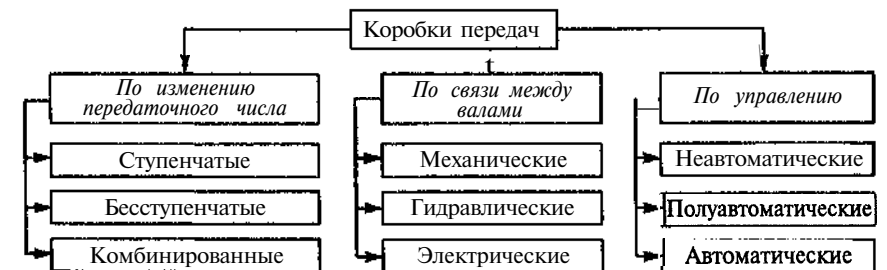 Коробки передач
По изменению
передаточного числа
Ступенчатые
Бесступенчатые
Комбинированные
По связи между
валами
Механические
Гидравлические
Электрические
По управлению
Неавтоматические
Полуавтоматические
Автоматические